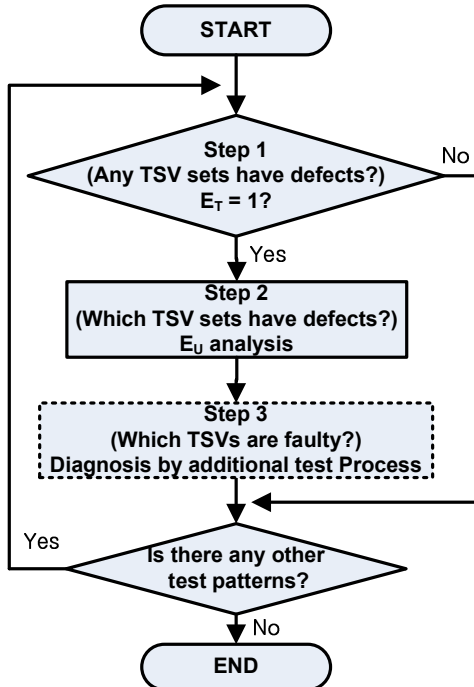 START
Step 1
(Any TSV sets have defects?)
E_T = 1?
No
Yes
Step 2
(Which TSV sets have defects?)
E_U analysis
Step 3
(Which TSVs are faulty?)
Diagnosis by additional test Process
Yes
Is there any other
test patterns?
No
END